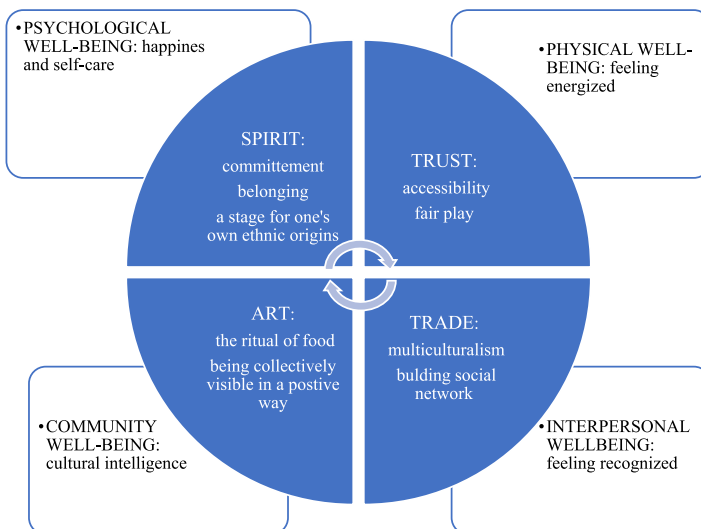 •PSYCHOLOGICAL
WELL-BEING: happines
and self-care
•PHYSICAL WELL-
BEING: feeling
energized
SPIRIT:
committement
belonging
a stage for one's
own ethnic origins
TRUST:
accessibility
fair play
ART:
the ritual of food
being collectively
visible in a postive
way
TRADE:
multiculturalism
bulding social
network
•COMMUNITY
WELL-BEING:
cultural intelligence
•INTERPERSONAL
WELLBEING:
feeling recognized